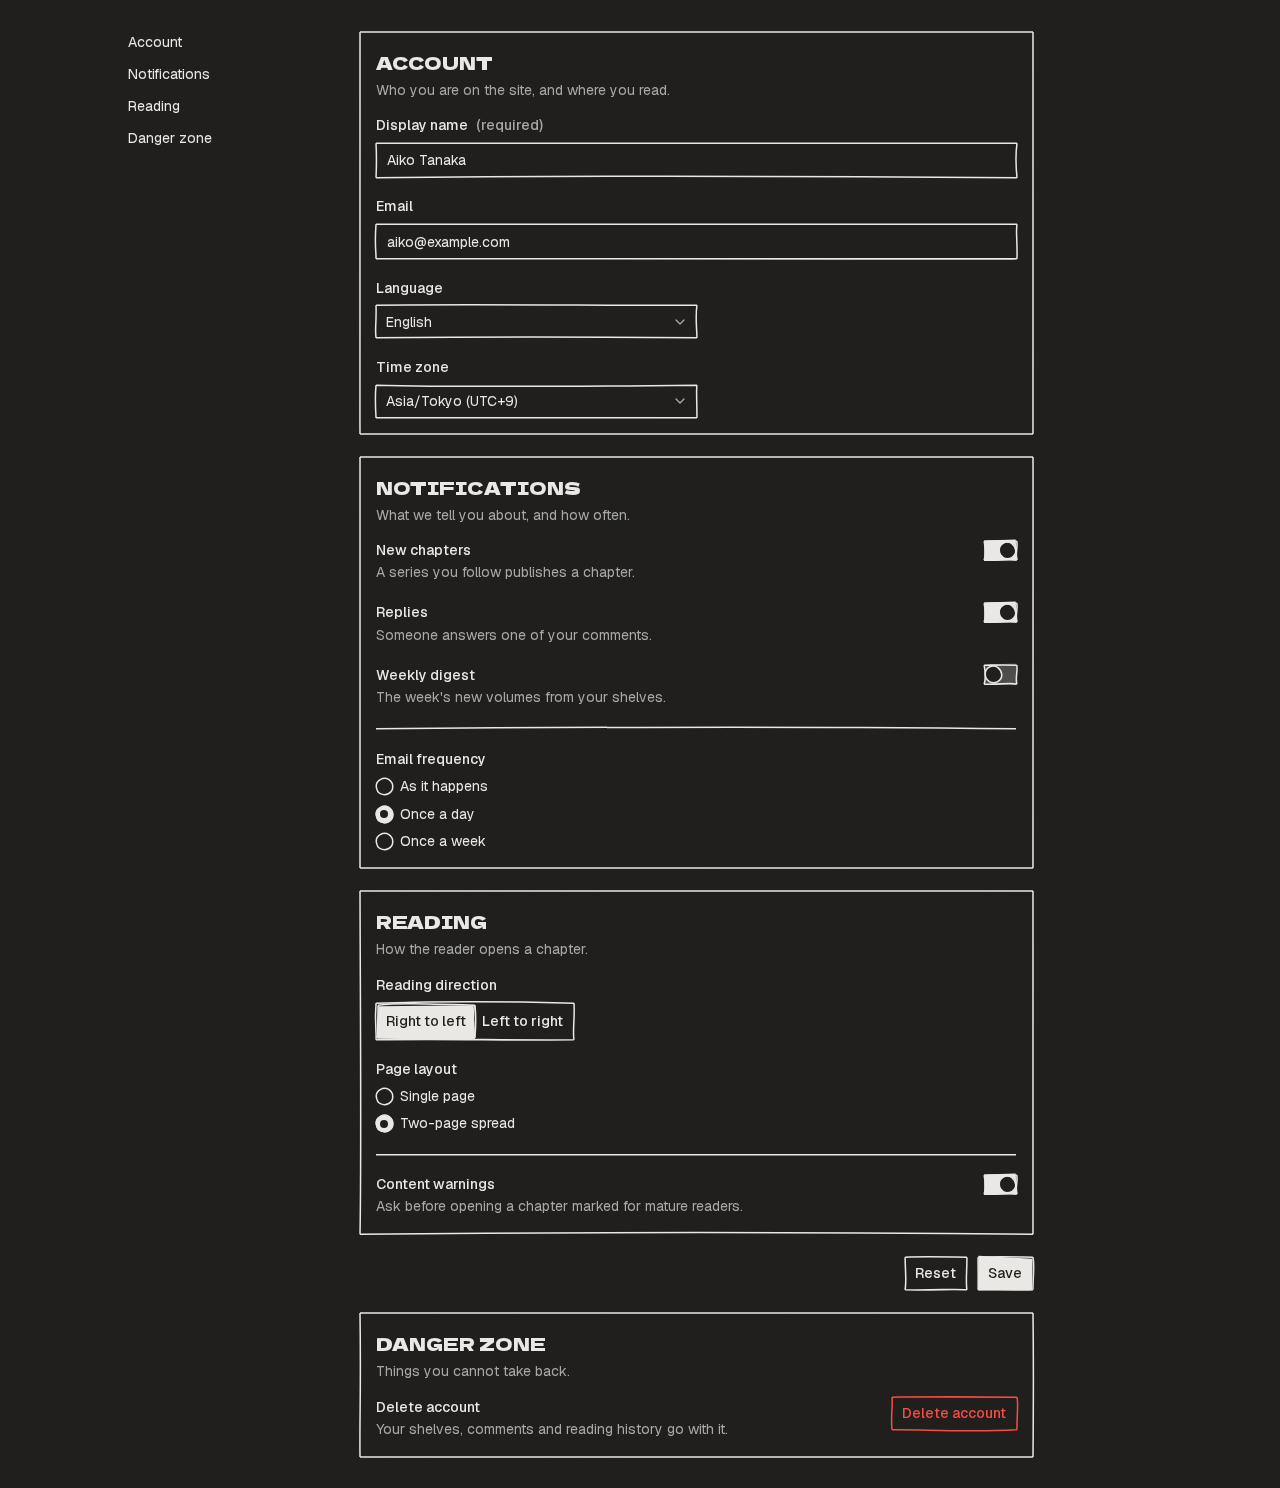 Account
Notifications
Reading
Danger zone
ACCOUNT
Who you are on the site, and where you read.
Display name (required)
Aiko Tanaka
Email
aiko@example.com
Language
English
Time zone
Asia/Tokyo (UTC+9)
NOTIFICATIONS
What we tell you about, and how often.
New chapters
A series you follow publishes a chapter.
Replies
Someone answers one of your comments.
Weekly digest
The week's new volumes from your shelves.
Email frequency
As it happens
Once a day
Once a week
READING
How the reader opens a chapter.
Reading direction
Right to left Left to right
Page layout
Single page
Two-page spread
Content warnings
Ask before opening a chapter marked for mature readers.
Reset Save
DANGER ZONE
Things you cannot take back.
Delete account
Your shelves, comments and reading history go with it.
Delete account